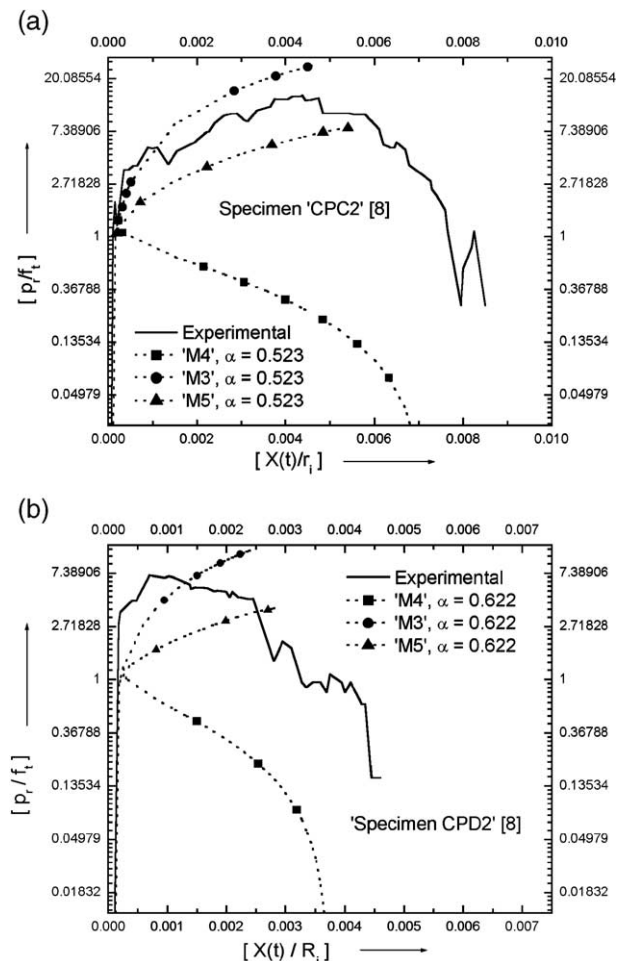 (a)
0.000 0.002 0.004 0.006 0.008 0.010
20.08554 20.08554
7.38906 7.38906
2.71828 2.71828
1 1
0.36788 0.36788
0.13534 0.13534
0.04979 0.04979
[ pᵣ/fₜ]
Specimen 'CPC2' [8]
Experimental
'M4', α = 0.523
'M3', α = 0.523
'M5', α = 0.523
0.000 0.002 0.004 0.006 0.008 0.010
[ X(t)/rᵢ]
(b)
0.000 0.001 0.002 0.003 0.004 0.005 0.006 0.007
7.38906 7.38906
2.71828 2.71828
1 1
0.36788 0.36788
0.13534 0.13534
0.04979 0.04979
0.01832 0.01832
[ pᵣ / fₜ ]
Experimental
'M4', α = 0.622
'M3', α = 0.622
'M5', α = 0.622
'Specimen CPD2' [8]
0.000 0.001 0.002 0.003 0.004 0.005 0.006 0.007
[ X(t) / Rᵢ ]